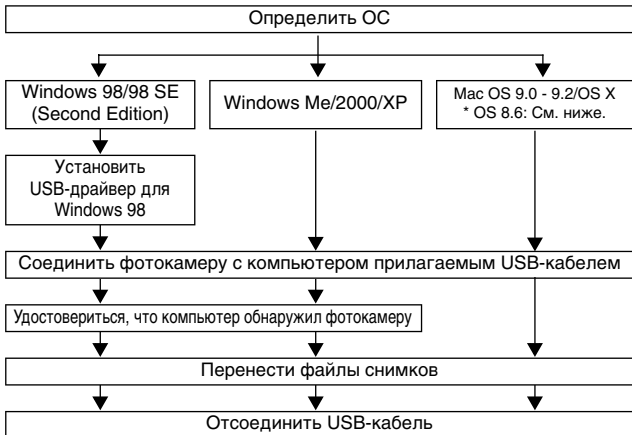 Определить ОС
Windows 98/98 SE
(Second Edition)
Windows Me/2000/XP
Mac OS 9.0 - 9.2/OS X
* OS 8.6: См. ниже.
Установить
USB-драйвер для
Windows 98
Соединить фотокамеру с компьютером прилагаемым USB-кабелем
Удостовериться, что компьютер обнаружил фотокамеру
Перенести файлы снимков
Отсоединить USB-кабель